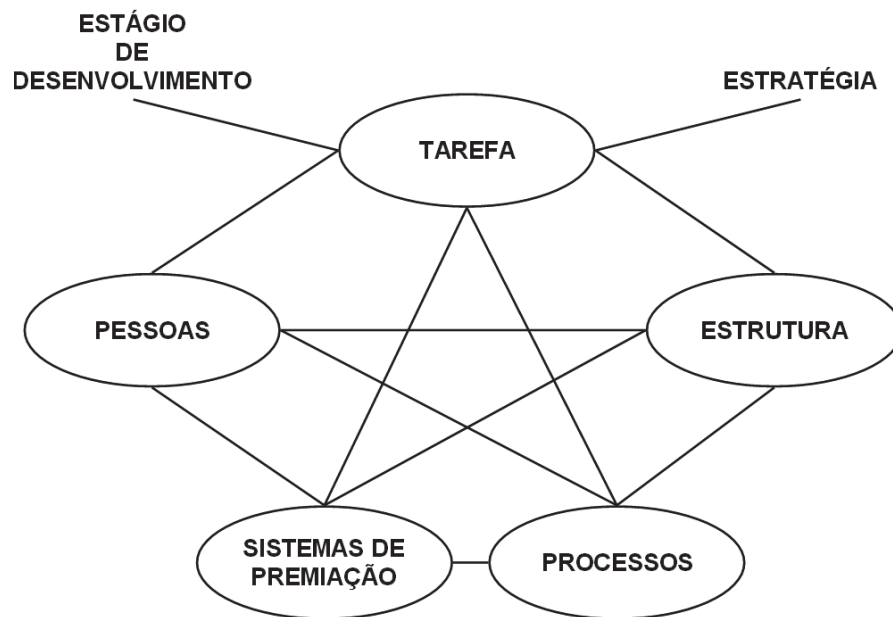 ESTÁGIO
DE
DESENVOLVIMENTO
ESTRATÉGIA
TAREFA
PESSOAS
ESTRUTURA
SISTEMAS DE
PREMIAÇÃO
PROCESSOS